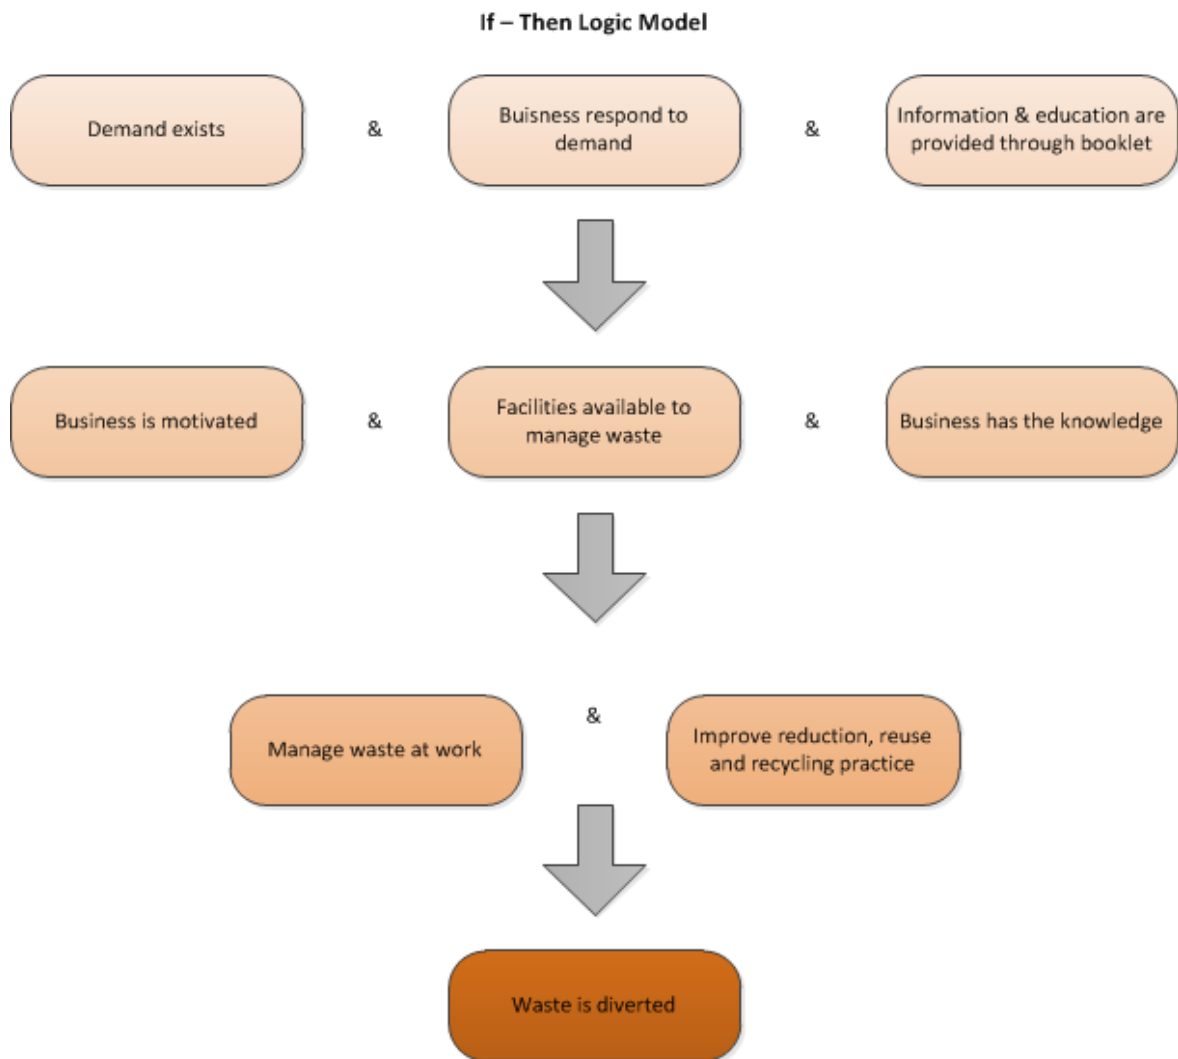 If – Then Logic Model
Demand exists
&
Buisness respond to
demand
&
Information & education are
provided through booklet
Business is motivated
&
Facilities available to
manage waste
&
Business has the knowledge
Manage waste at work
&
Improve reduction, reuse
and recycling practice
Waste is diverted